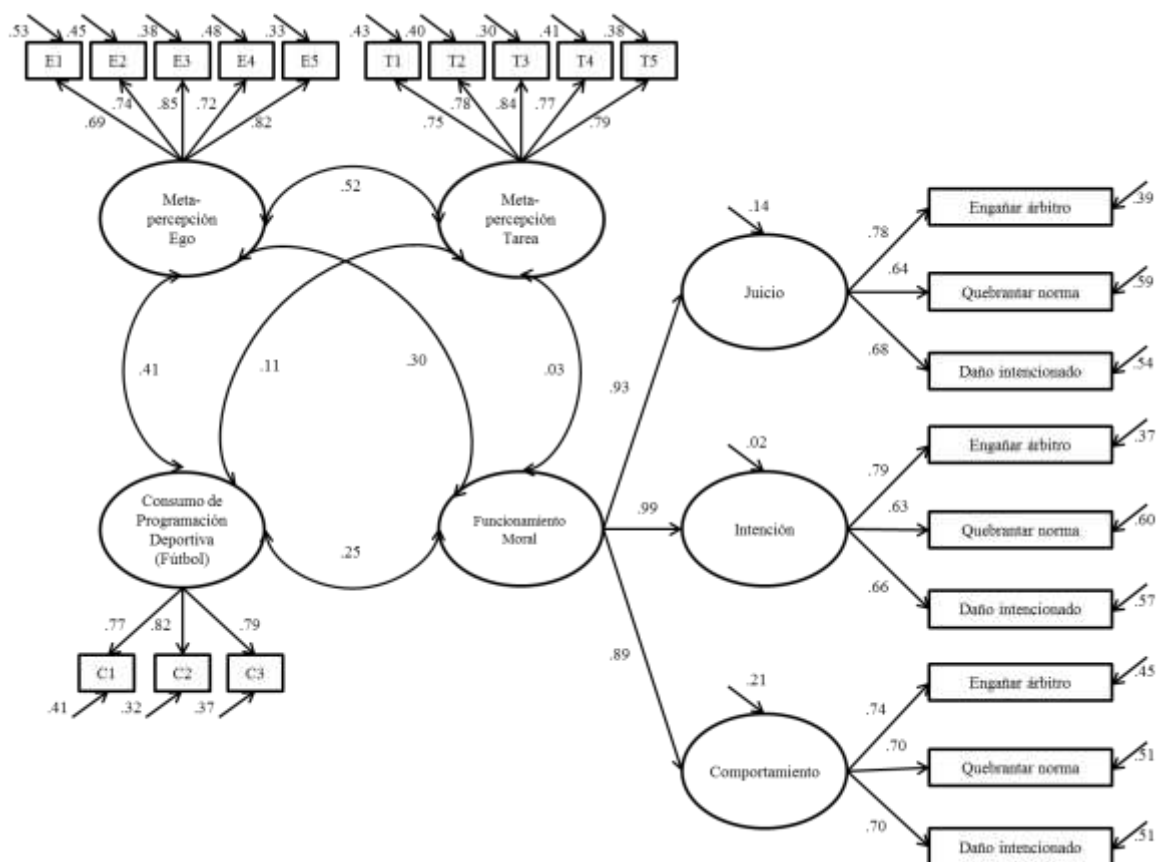 .53 .45 .38 .48 .33 .43 .40 .30 .41 .38
E1 E2 E3 E4 E5 T1 T2 T3 T4 T5
.69 .74 .85 .72 .82 .75 .78 .84 .77 .79
Meta-
percepción
Ego
.52
Meta-
percepción
Tarea
.41 .11 .30 .03
Consumo de
Programación
Deportiva
(Fútbol)
.25
Funcionamiento
Moral
.77 .82 .79
C1 C2 C3
.41 .32 .37
.93
.99
.89
.14
Juicio
.78
.64
.68
Engañar árbitro
.39
Quebrantar norma
.59
Daño intencionado
.54
.02
Intención
.79
.63
.66
Engañar árbitro
.37
Quebrantar norma
.60
Daño intencionado
.57
.21
Comportamiento
.74
.70
.70
Engañar árbitro
.45
Quebrantar norma
.51
Daño intencionado
.51